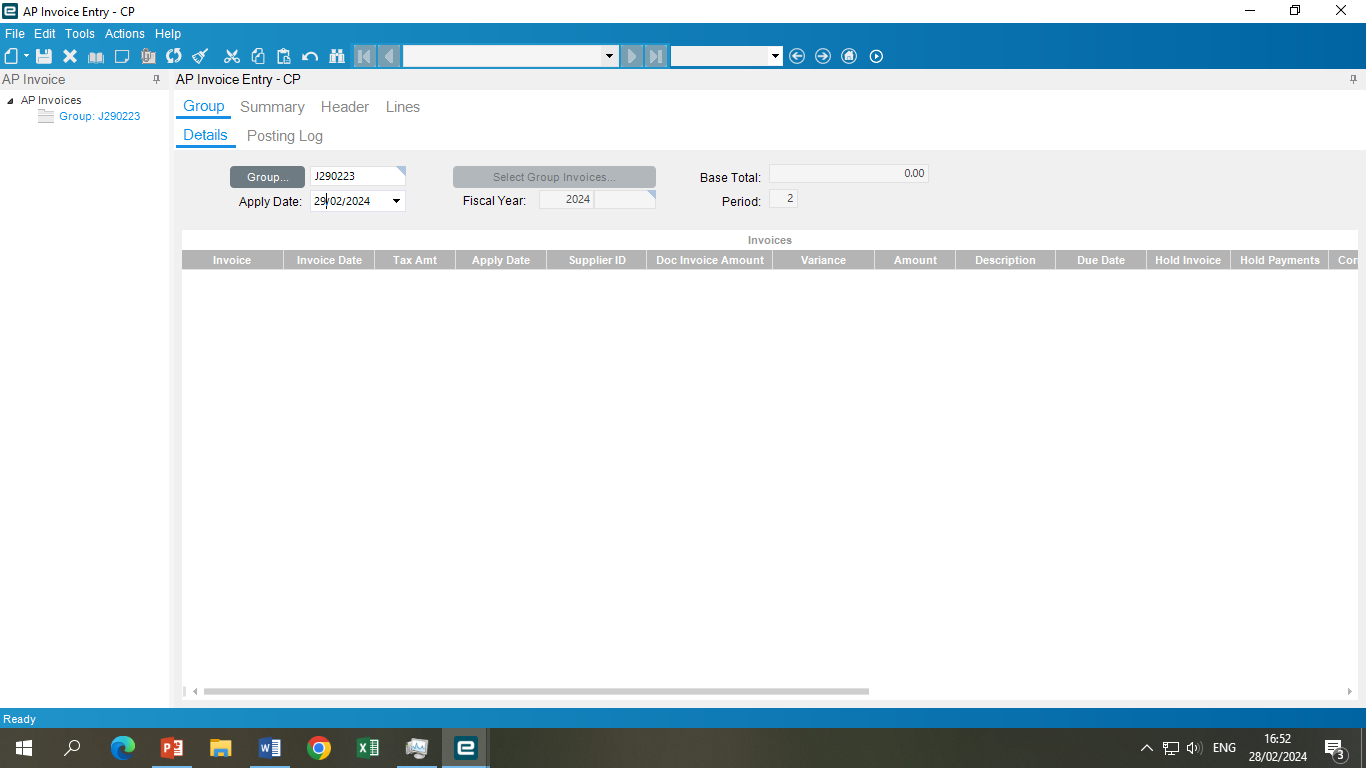 AP Invoice Entry - CP
File Edit Tools Actions Help
AP Invoice
AP Invoice Entry - CP
AP Invoices
Group: J290223
Group Summary Header Lines
Details Posting Log
Group... J290223 Select Group Invoices... Base Total: 0.00
Apply Date: 29/02/2024 Fiscal Year: 2024 Period: 2
Invoices
Invoice Invoice Date Tax Amt Apply Date Supplier ID Doc Invoice Amount Variance Amount Description Due Date Hold Invoice Hold Payments Cor
Ready
ENG 16:52
28/02/2024
3